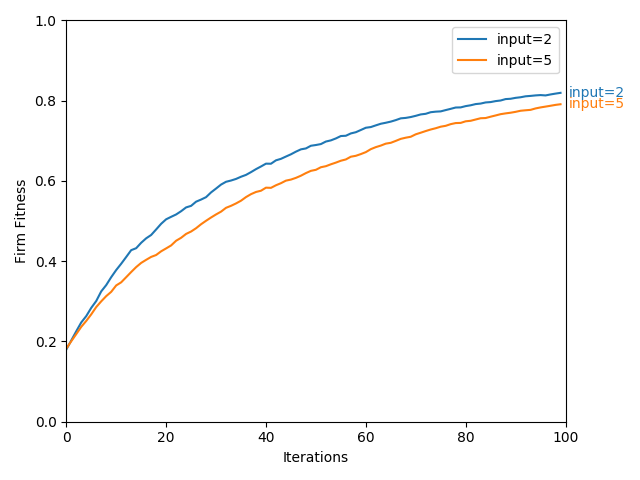 1.0
0.8
0.6
0.4
0.2
0.0
Firm Fitness
input=2
input=5
input=2
input=5
0 20 40 60 80 100
Iterations